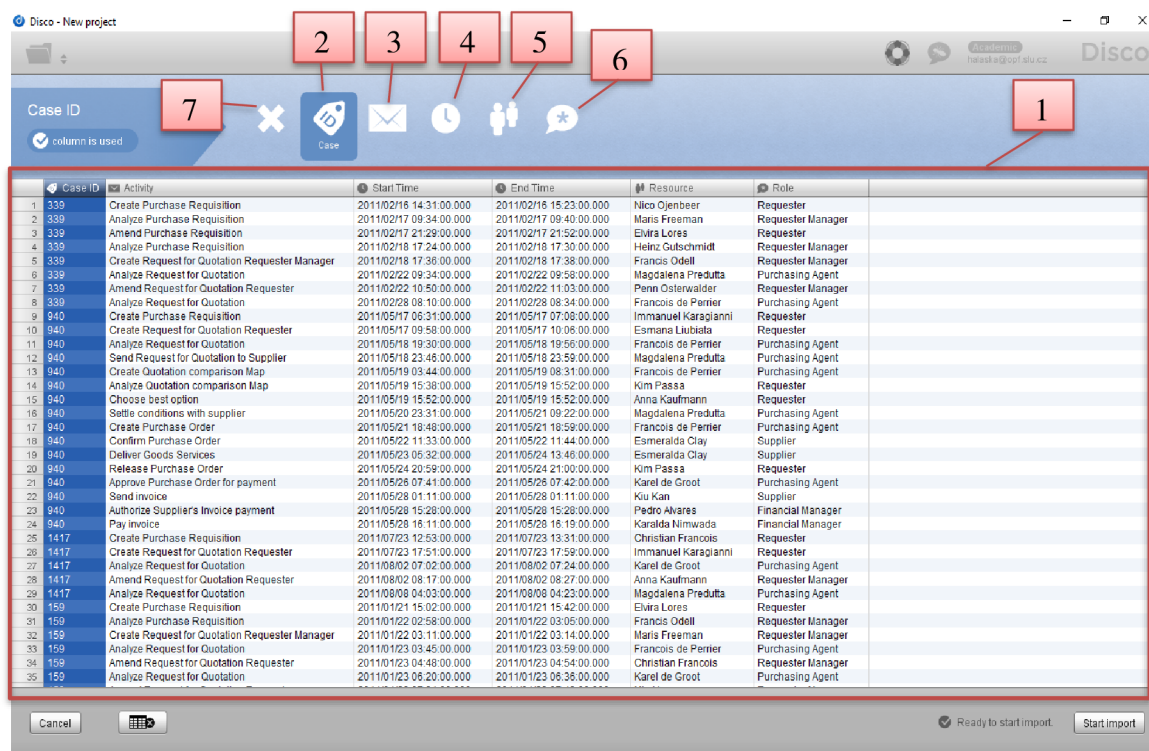 Disco - New project
Academic
halaska@opf.slu.cz
Disco
2
3
4
5
6
7
1
Case ID
column is used
Case
Case ID Activity Start Time End Time Resource Role
1 339 Create Purchase Requisition 2011/02/16 14:31:00.000 2011/02/16 15:23:00.000 Nico Ojenbeer Requester
2 339 Analyze Purchase Requisition 2011/02/17 09:34:00.000 2011/02/17 09:40:00.000 Maris Freeman Requester Manager
3 339 Amend Purchase Requisition 2011/02/17 21:29:00.000 2011/02/17 21:52:00.000 Elvira Lores Requester
4 339 Analyze Purchase Requisition 2011/02/18 17:24:00.000 2011/02/18 17:30:00.000 Heinz Gutschmidt Requester Manager
5 339 Create Request for Quotation Requester Manager 2011/02/18 17:36:00.000 2011/02/18 17:38:00.000 Francis Odell Requester Manager
6 339 Analyze Request for Quotation 2011/02/22 09:34:00.000 2011/02/22 09:58:00.000 Magdalena Predutta Purchasing Agent
7 339 Amend Request for Quotation Requester 2011/02/22 10:50:00.000 2011/02/22 11:03:00.000 Penn Osterwalder Requester Manager
8 339 Analyze Request for Quotation 2011/02/28 08:10:00.000 2011/02/28 08:34:00.000 Francois de Perrier Purchasing Agent
9 940 Create Purchase Requisition 2011/05/17 06:31:00.000 2011/05/17 07:08:00.000 Immanuel Karagianni Requester
10 940 Create Request for Quotation Requester 2011/05/17 09:58:00.000 2011/05/17 10:06:00.000 Esmana Liubiata Requester
11 940 Analyze Request for Quotation 2011/05/18 19:30:00.000 2011/05/18 19:56:00.000 Francois de Perrier Purchasing Agent
12 940 Send Request for Quotation to Supplier 2011/05/18 23:46:00.000 2011/05/18 23:59:00.000 Magdalena Predutta Purchasing Agent
13 940 Create Quotation comparison Map 2011/05/19 03:44:00.000 2011/05/19 08:31:00.000 Francois de Perrier Purchasing Agent
14 940 Analyze Quotation comparison Map 2011/05/19 15:38:00.000 2011/05/19 15:52:00.000 Kim Passa Requester
15 940 Choose best option 2011/05/19 15:52:00.000 2011/05/19 15:52:00.000 Anna Kaufmann Requester
16 940 Settle conditions with supplier 2011/05/20 23:31:00.000 2011/05/21 09:22:00.000 Magdalena Predutta Purchasing Agent
17 940 Create Purchase Order 2011/05/21 18:48:00.000 2011/05/21 18:59:00.000 Francois de Perrier Purchasing Agent
18 940 Confirm Purchase Order 2011/05/22 11:33:00.000 2011/05/22 11:44:00.000 Esmeralda Clay Supplier
19 940 Deliver Goods Services 2011/05/23 05:32:00.000 2011/05/24 13:46:00.000 Esmeralda Clay Supplier
20 940 Release Purchase Order 2011/05/24 20:59:00.000 2011/05/24 21:00:00.000 Kim Passa Requester
21 940 Approve Purchase Order for payment 2011/05/26 07:41:00.000 2011/05/26 07:42:00.000 Karel de Groot Purchasing Agent
22 940 Send invoice 2011/05/28 01:11:00.000 2011/05/28 01:11:00.000 Kiu Kan Supplier
23 940 Authorize Supplier's Invoice payment 2011/05/28 15:28:00.000 2011/05/28 15:28:00.000 Pedro Alvares Financial Manager
24 940 Pay invoice 2011/05/28 16:11:00.000 2011/05/28 16:19:00.000 Karalda Nimwada Financial Manager
25 1417 Create Purchase Requisition 2011/07/23 12:53:00.000 2011/07/23 13:31:00.000 Christian Francois Requester
26 1417 Create Request for Quotation Requester 2011/07/23 17:51:00.000 2011/07/23 17:59:00.000 Immanuel Karagianni Requester
27 1417 Analyze Request for Quotation 2011/08/02 07:02:00.000 2011/08/02 07:24:00.000 Karel de Groot Purchasing Agent
28 1417 Amend Request for Quotation Requester 2011/08/02 08:17:00.000 2011/08/02 08:27:00.000 Anna Kaufmann Requester Manager
29 1417 Analyze Request for Quotation 2011/08/08 04:03:00.000 2011/08/08 04:23:00.000 Magdalena Predutta Purchasing Agent
30 159 Create Purchase Requisition 2011/01/21 15:02:00.000 2011/01/21 15:42:00.000 Elvira Lores Requester
31 159 Analyze Purchase Requisition 2011/01/22 02:58:00.000 2011/01/22 03:05:00.000 Francis Odell Requester Manager
32 159 Create Request for Quotation Requester Manager 2011/01/22 03:11:00.000 2011/01/22 03:14:00.000 Maris Freeman Requester Manager
33 159 Analyze Request for Quotation 2011/01/23 03:45:00.000 2011/01/23 03:59:00.000 Francois de Perrier Purchasing Agent
34 159 Amend Request for Quotation Requester 2011/01/23 04:48:00.000 2011/01/23 04:54:00.000 Christian Francois Requester Manager
35 159 Analyze Request for Quotation 2011/01/23 06:20:00.000 2011/01/23 06:36:00.000 Karel de Groot Purchasing Agent
Cancel
Ready to start import.
Start import